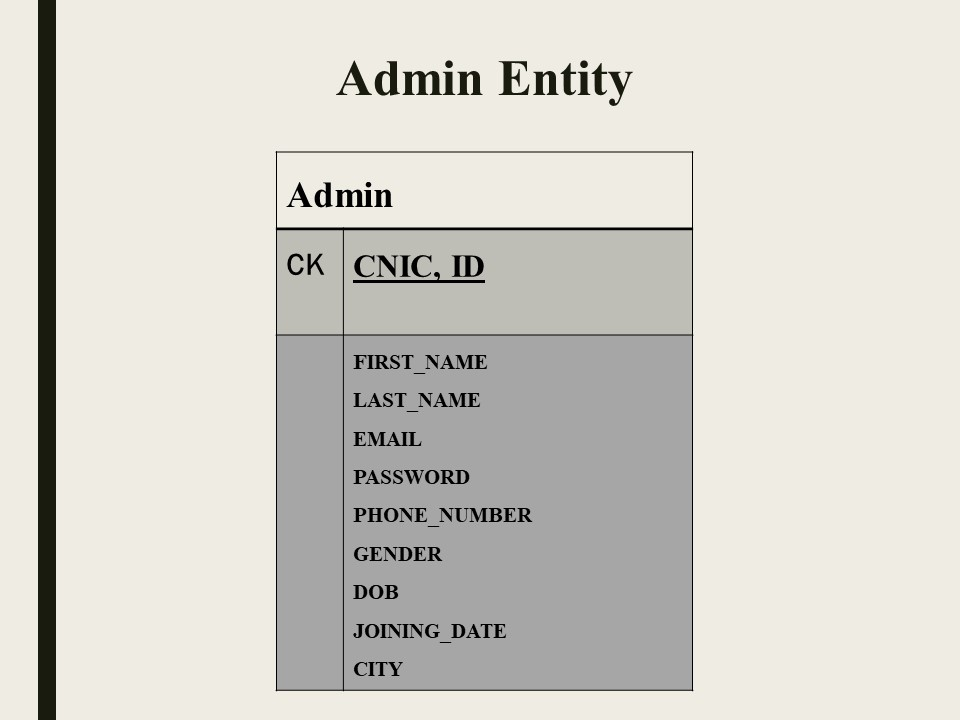 Admin Entity
Admin
CK CNIC, ID
FIRST_NAME
LAST_NAME
EMAIL
PASSWORD
PHONE_NUMBER
GENDER
DOB
JOINING_DATE
CITY